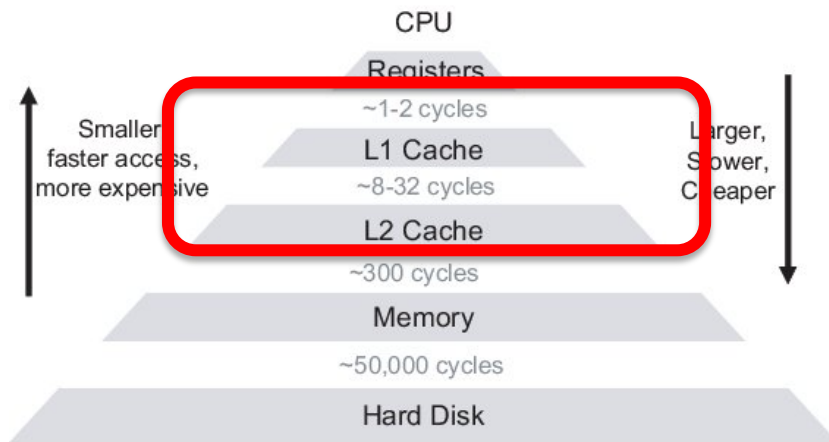 CPU
Registers
~1-2 cycles
Smaller
faster access,
more expensive
Larger,
Slower,
Cheaper
L1 Cache
~8-32 cycles
L2 Cache
~300 cycles
Memory
~50,000 cycles
Hard Disk